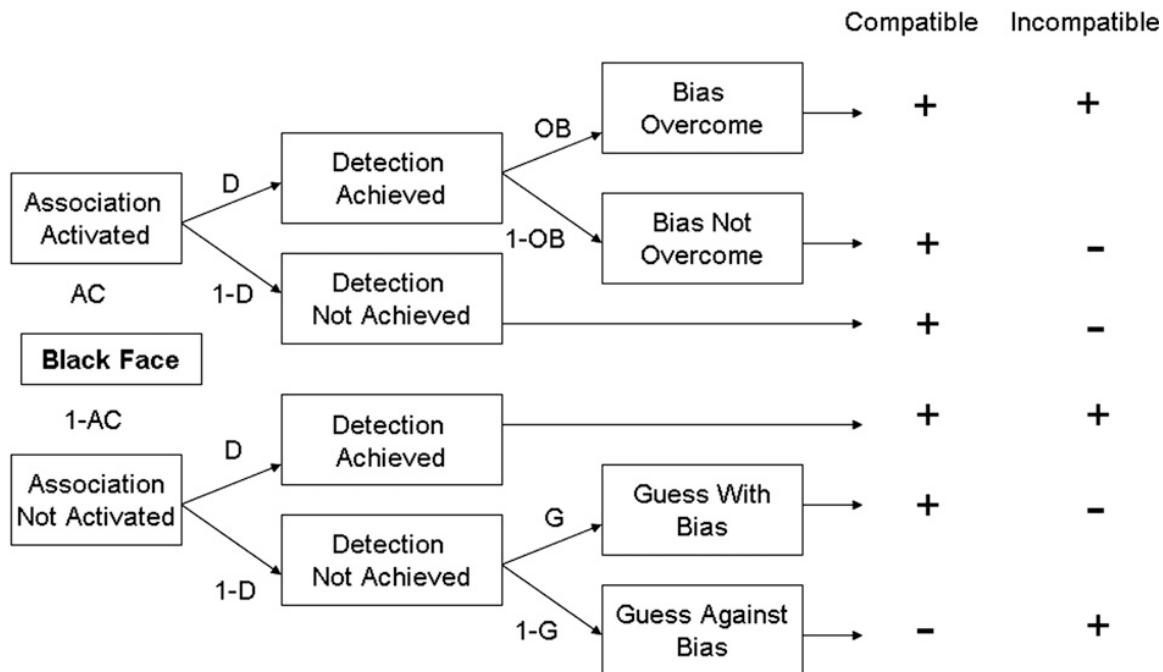 Compatible Incompatible
Bias
Overcome
+ +
OB
Detection
Achieved
D
Association
Activated
1-OB
Bias Not
Overcome
+ -
AC
1-D
Detection
Not Achieved
+ -
Black Face
1-AC
D
Detection
Achieved
+ +
Association
Not Activated
G
Guess With
Bias
+ -
1-D
Detection
Not Achieved
1-G
Guess Against
Bias
- +